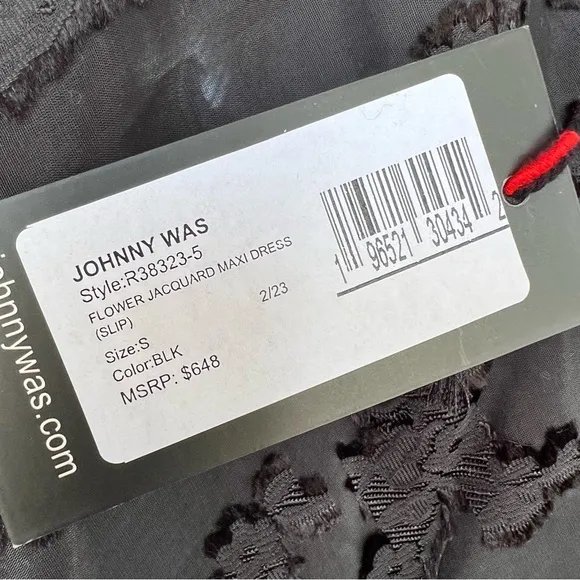 JOHNNY WAS
Style:R38323-5
FLOWER JACQUARD MAXI DRESS
(SLIP)
2/23
Size:S
Color:BLK
MSRP: $648
1 96521 30434 2
johnnywas.com